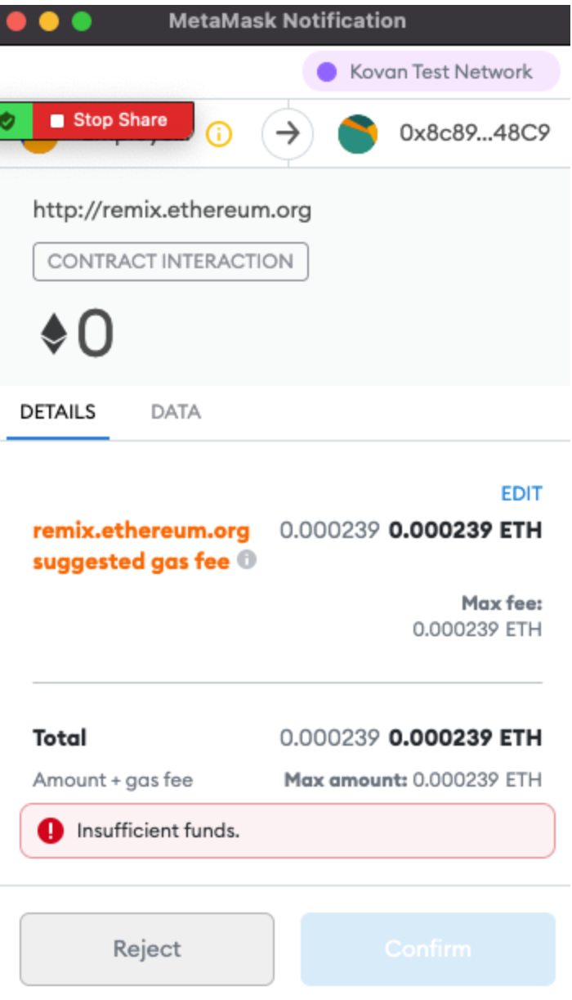 MetaMask Notification
Kovan Test Network
Stop Share
0x8c89...48C9
http://remix.ethereum.org
CONTRACT INTERACTION
0
DETAILS DATA
EDIT
remix.ethereum.org 0.000239 0.000239 ETH
suggested gas fee
Max fee:
0.000239 ETH
Total 0.000239 0.000239 ETH
Amount + gas fee Max amount: 0.000239 ETH
Insufficient funds.
Reject Confirm